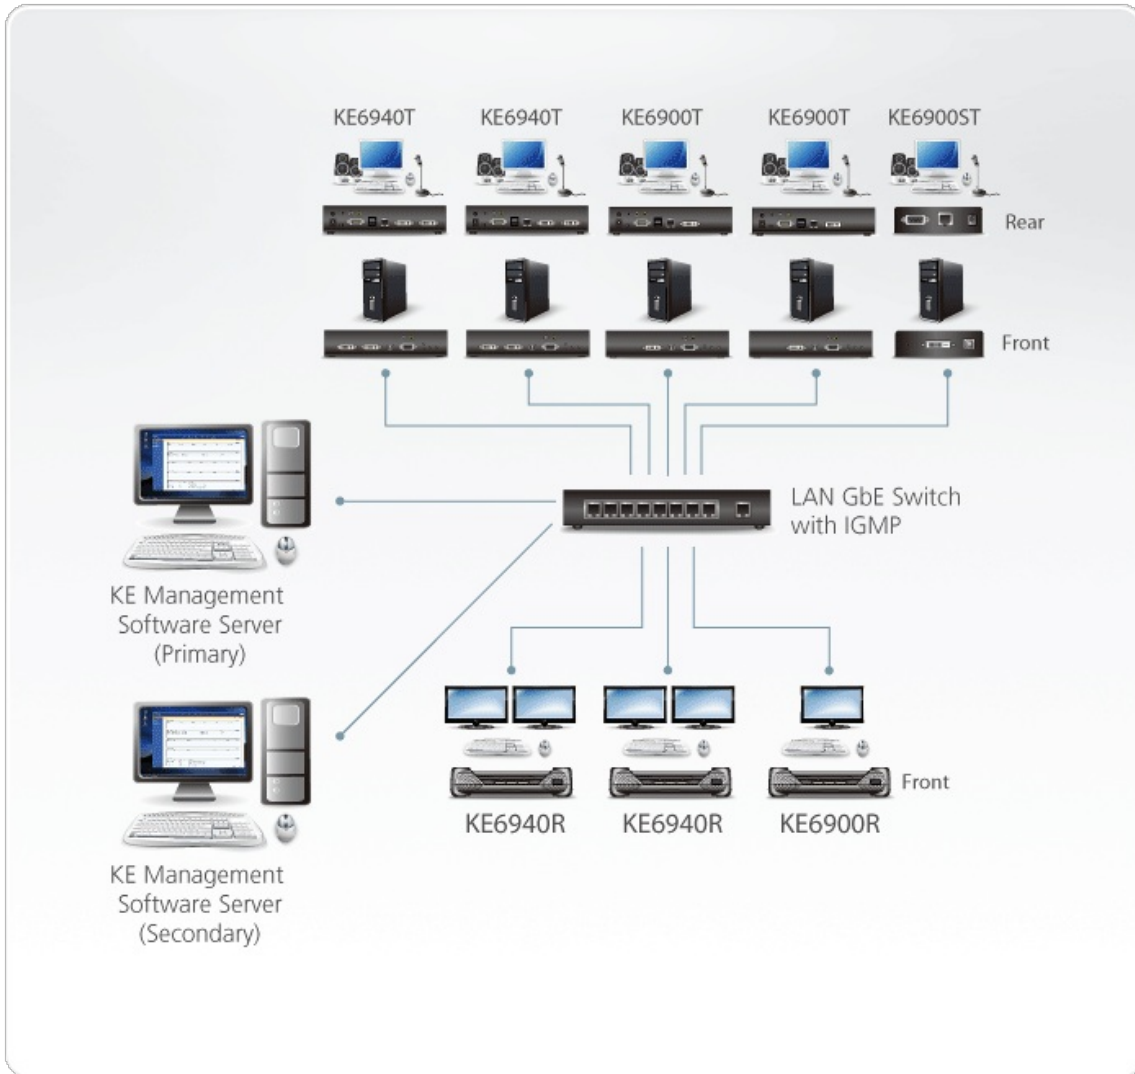 KE6940T
KE6940T
KE6900T
KE6900T
KE6900ST
Rear
Front
LAN GbE Switch
with IGMP
KE Management
Software Server
(Primary)
KE6940R
KE6940R
KE6900R
Front
KE Management
Software Server
(Secondary)